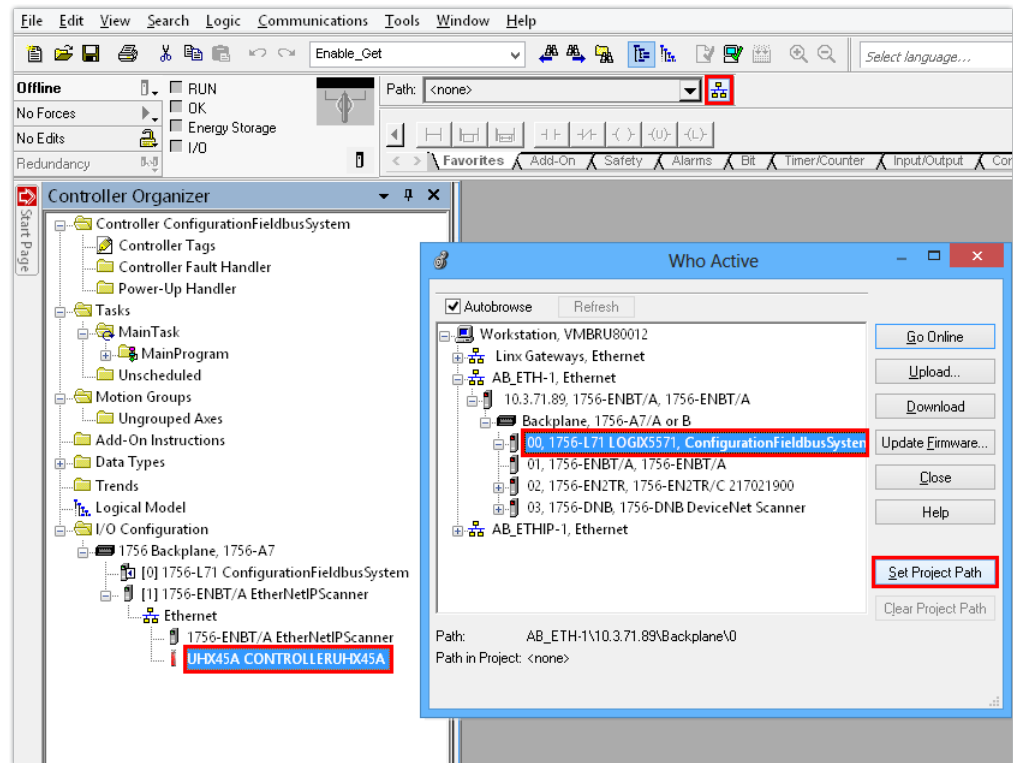 File Edit View Search Logic Communications Tools Window Help
Enable_Get
Select language...
Offline
RUN
Path: <none>
No Forces
OK
No Edits
Energy Storage
I/O
Redundancy
Favorites Add-On Safety Alarms Bit Timer/Counter Input/Output
Start Page
Controller Organizer
Controller ConfigurationFieldbusSystem
Controller Tags
Controller Fault Handler
Power-Up Handler
Tasks
MainTask
MainProgram
Unscheduled
Motion Groups
Ungrouped Axes
Add-On Instructions
Data Types
Trends
Logical Model
I/O Configuration
1756 Backplane, 1756-A7
[0] 1756-L71 ConfigurationFieldbusSystem
[1] 1756-ENBT/A EtherNetIPScanner
Ethernet
1756-ENBT/A EtherNetIPScanner
UHX45A CONTROLLERUHX45A
Who Active
Autobrowse
Refresh
Workstation, VMBRU80012
Linx Gateways, Ethernet
AB_ETH-1, Ethernet
10.3.71.89, 1756-ENBT/A, 1756-ENBT/A
Backplane, 1756-A7/A or B
00, 1756-L71 LOGIX5571, ConfigurationFieldbusSystem
01, 1756-ENBT/A, 1756-ENBT/A
02, 1756-EN2TR, 1756-EN2TR/C 217021900
03, 1756-DNB, 1756-DNB DeviceNet Scanner
AB_ETHIP-1, Ethernet
Go Online
Upload...
Download
Update Firmware...
Close
Help
Set Project Path
Clear Project Path
Path: AB_ETH-1\10.3.71.89\Backplane\0
Path in Project: <none>